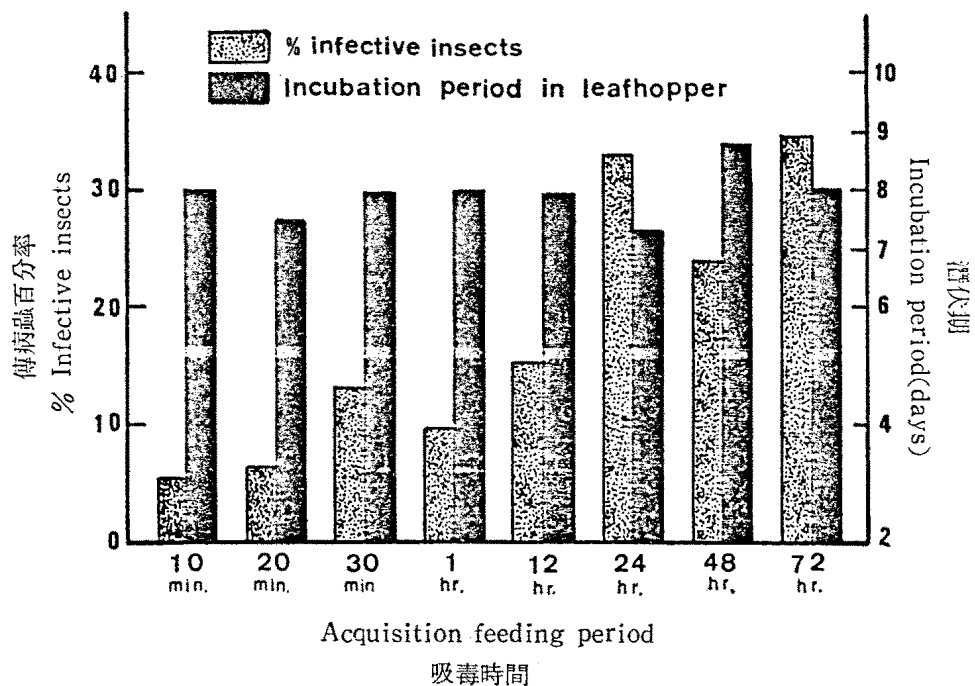 % infective insects
Incubation period in leafhopper
40
30
20
10
0
傳病蟲百分率
% Infective insects
10
9
8
7
6
4
2
Incubation period(days)
潛伏期
10 min.
20 min.
30 min
1 hr.
12 hr.
24 hr.
48 hr.
72 hr.
Acquisition feeding period
吸毒時間